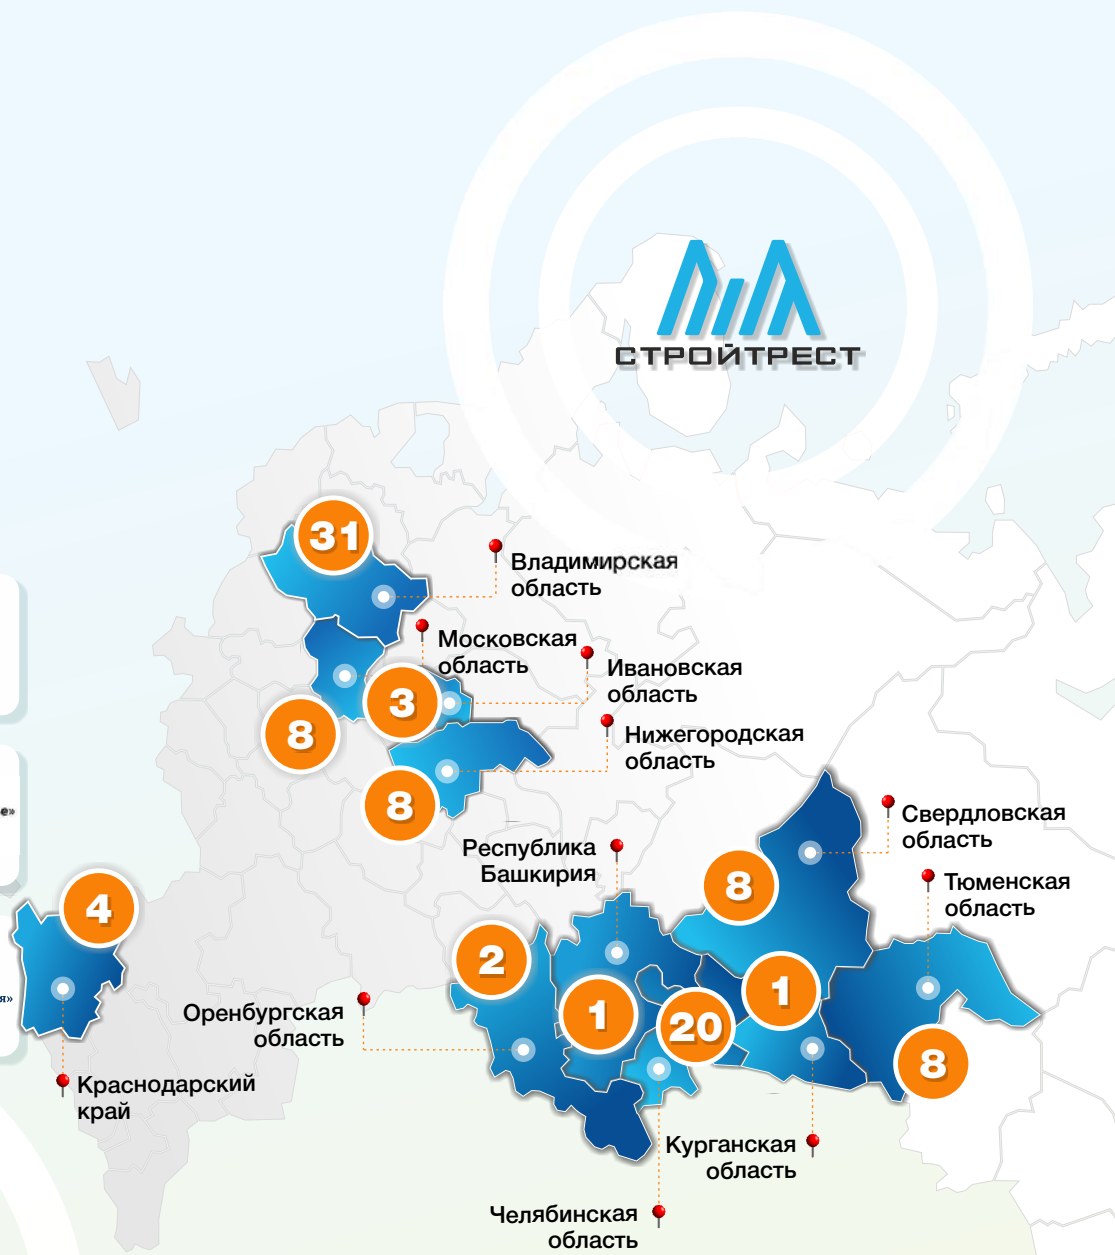 СТРОЙТРЕСТ
31
Владимирская
область
Московская
область
Ивановская
область
3
8
Нижегородская
область
8
е»
Свердловская
область
Республика
Башкирия
8
Тюменская
область
4
2
1
я»
Оренбургская
область
1
20
8
Краснодарский
край
Курганская
область
Челябинская
область